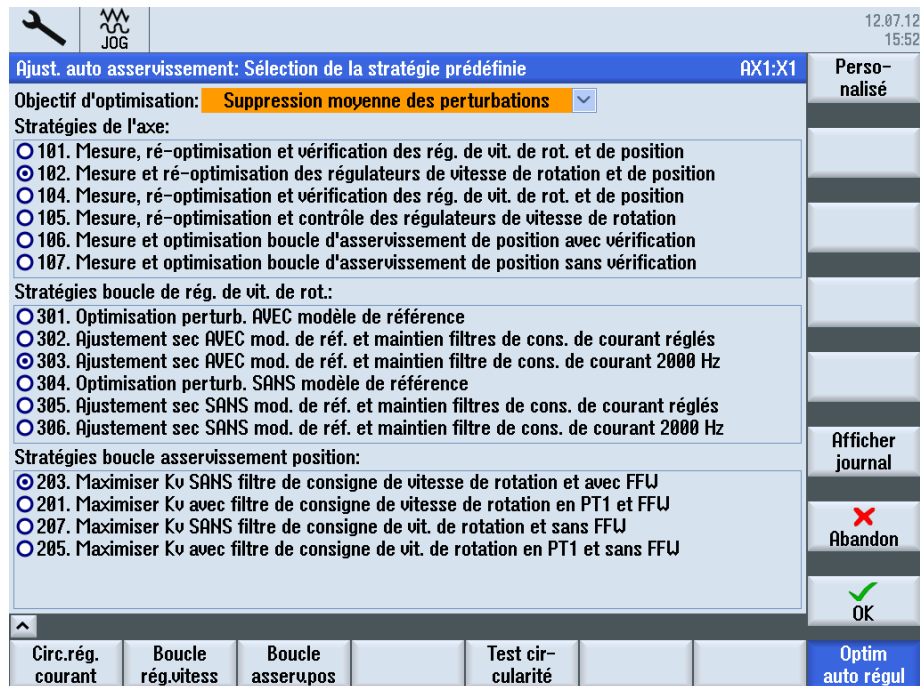 JOG
12.07.12
15:52
Ajust. auto asservissement: Sélection de la stratégie prédéfinie AX1:X1
Objectif d'optimisation: Suppression moyenne des perturbations
Stratégies de l'axe:
101. Mesure, ré-optimisation et vérification des rég. de vit. de rot. et de position
102. Mesure et ré-optimisation des régulateurs de vitesse de rotation et de position
104. Mesure, ré-optimisation et vérification des rég. de vit. de rot. et de position
105. Mesure, ré-optimisation et contrôle des régulateurs de vitesse de rotation
106. Mesure et optimisation boucle d'asservissement de position avec vérification
107. Mesure et optimisation boucle d'asservissement de position sans vérification
Stratégies boucle de rég. de vit. de rot.:
301. Optimisation perturb. AVEC modèle de référence
302. Ajustement sec AVEC mod. de réf. et maintien filtres de cons. de courant réglés
303. Ajustement sec AVEC mod. de réf. et maintien filtre de cons. de courant 2000 Hz
304. Optimisation perturb. SANS modèle de référence
305. Ajustement sec SANS mod. de réf. et maintien filtres de cons. de courant réglés
306. Ajustement sec SANS mod. de réf. et maintien filtre de cons. de courant 2000 Hz
Stratégies boucle asservissement position:
203. Maximiser Kv SANS filtre de consigne de vitesse de rotation et avec FFW
201. Maximiser Kv avec filtre de consigne de vitesse de rotation en PT1 et FFW
207. Maximiser Kv SANS filtre de consigne de vit. de rotation et sans FFW
205. Maximiser Kv avec filtre de consigne de vit. de rotation en PT1 et sans FFW
Perso-
nalisé
Afficher
journal
Abandon
OK
Circ.rég.
courant
Boucle
rég.vitess
Boucle
asserv.pos
Test cir-
cularité
Optim
auto régul